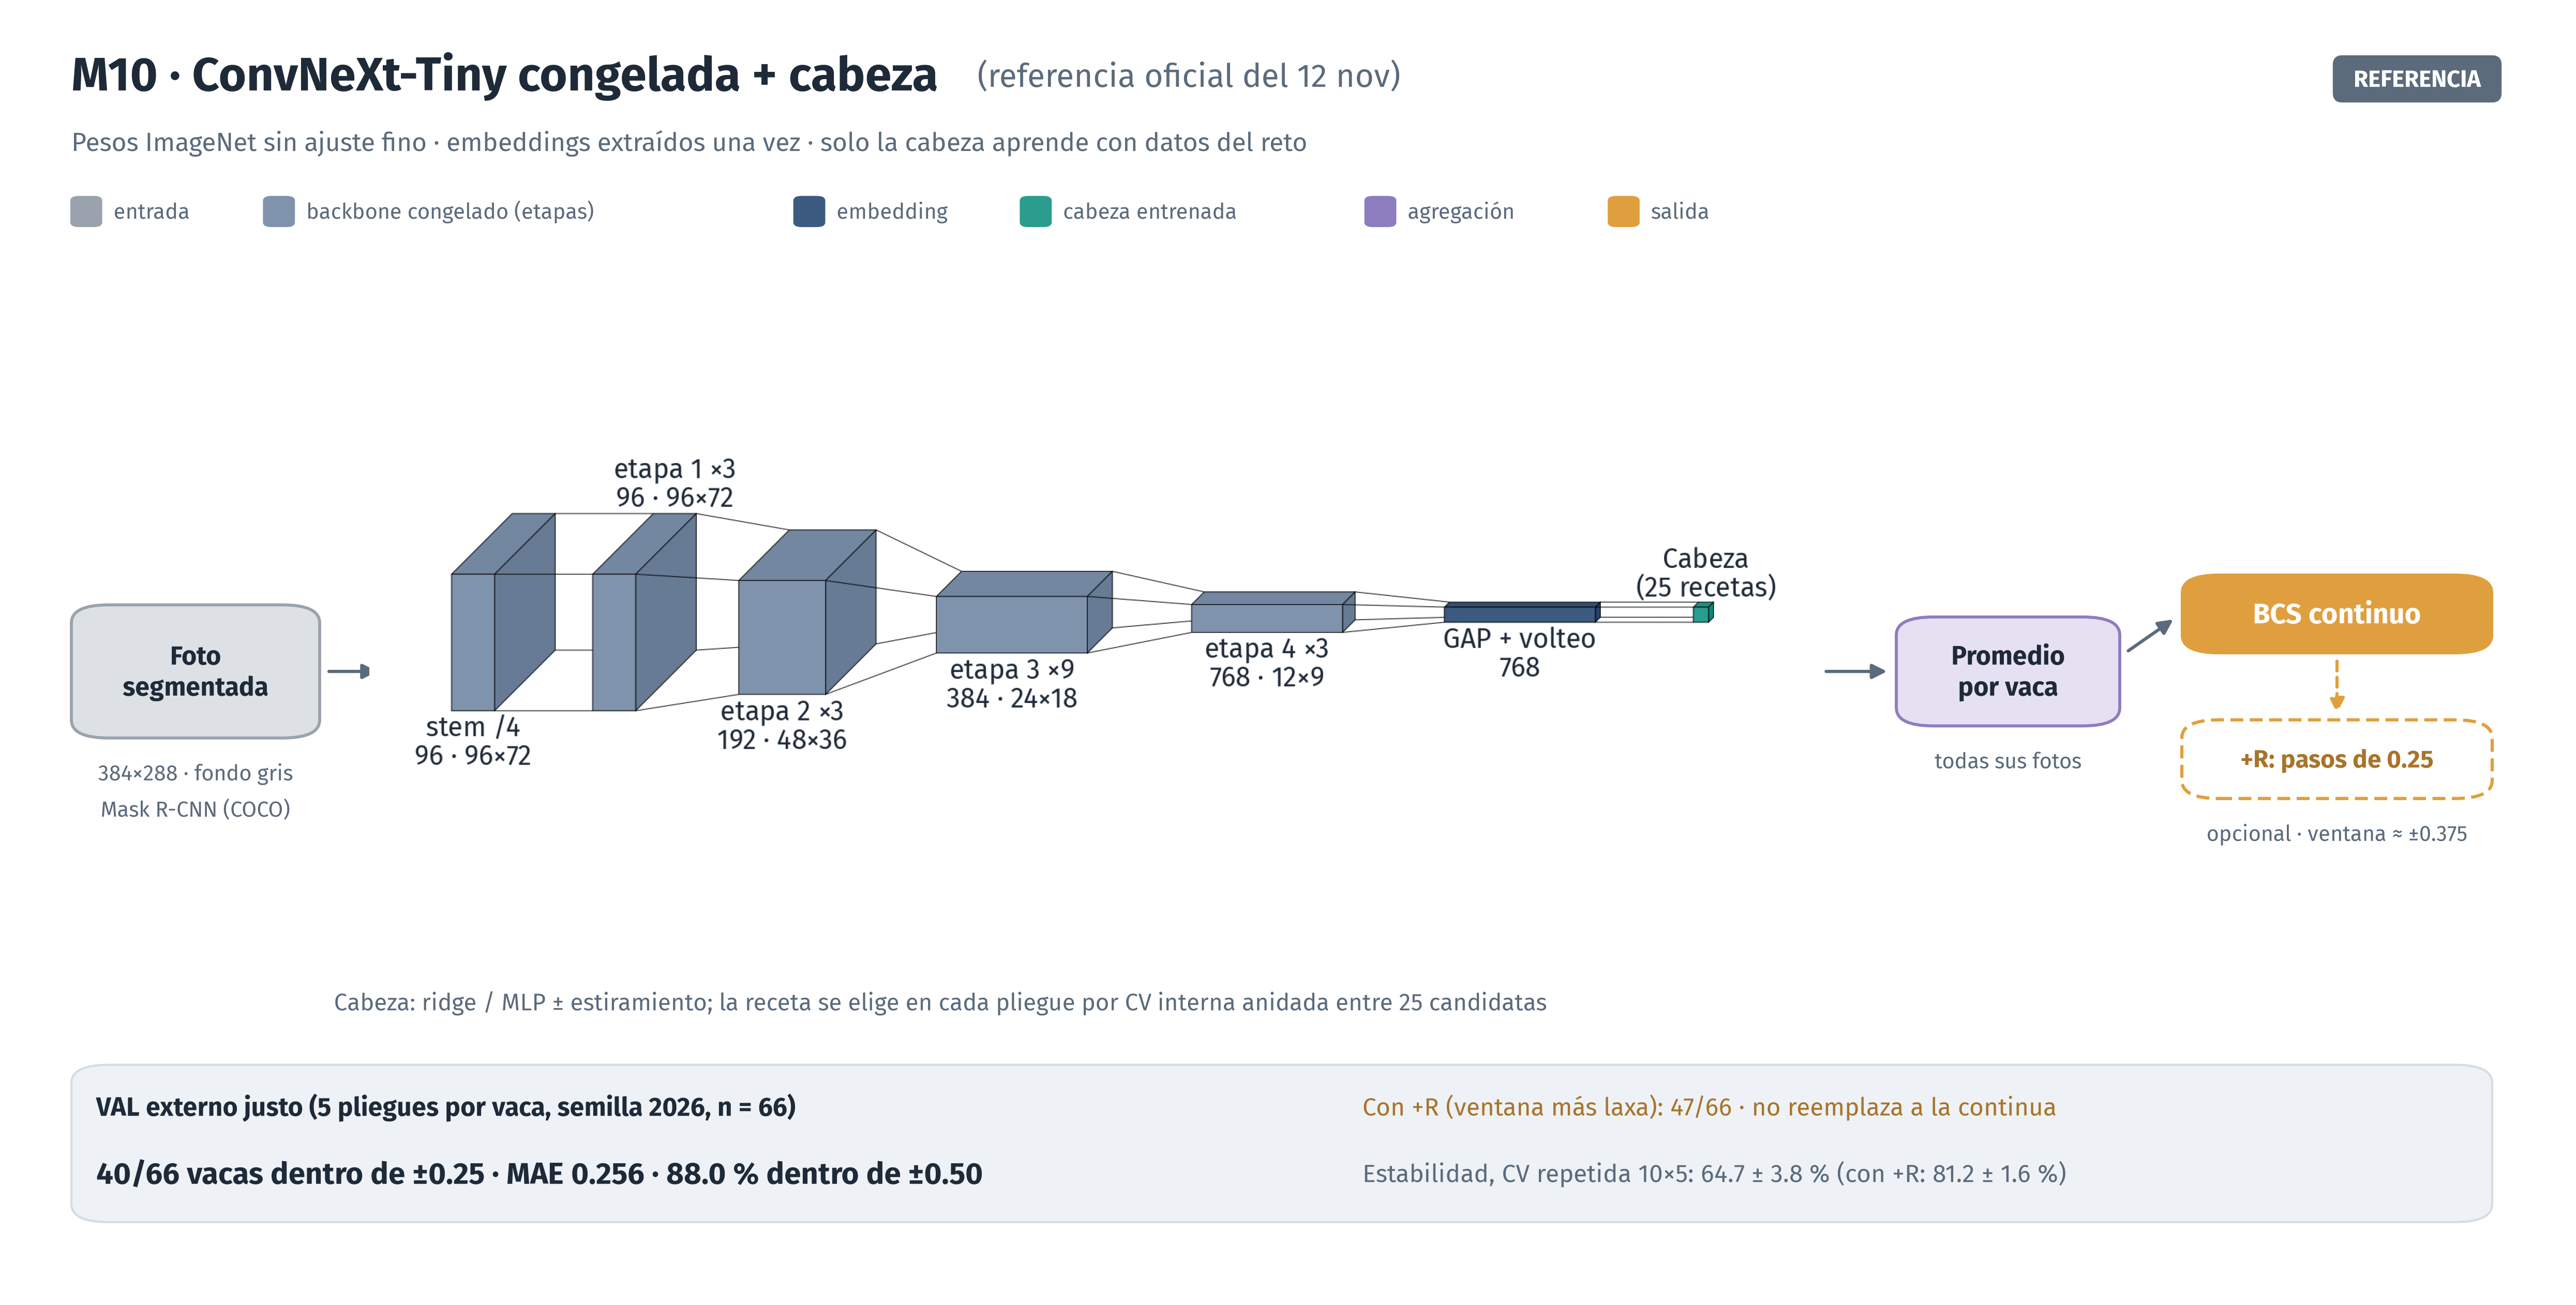 M10 · ConvNeXt-Tiny congelada + cabeza (referencia oficial del 12 nov)
REFERENCIA
Pesos ImageNet sin ajuste fino · embeddings extraídos una vez · solo la cabeza aprende con datos del reto
entrada
backbone congelado (etapas)
embedding
cabeza entrenada
agregación
salida
Foto
segmentada
384×288 · fondo gris
Mask R-CNN (COCO)
stem /4
96 · 96×72
etapa 1 ×3
96 · 96×72
etapa 2 ×3
192 · 48×36
etapa 3 ×9
384 · 24×18
etapa 4 ×3
768 · 12×9
GAP + volteo
768
Cabeza
(25 recetas)
Promedio
por vaca
todas sus fotos
BCS continuo
+R: pasos de 0.25
opcional · ventana ≈ ±0.375
Cabeza: ridge / MLP ± estiramiento; la receta se elige en cada pliegue por CV interna anidada entre 25 candidatas
VAL externo justo (5 pliegues por vaca, semilla 2026, n = 66)
40/66 vacas dentro de ±0.25 · MAE 0.256 · 88.0 % dentro de ±0.50
Con +R (ventana más laxa): 47/66 · no reemplaza a la continua
Estabilidad, CV repetida 10×5: 64.7 ± 3.8 % (con +R: 81.2 ± 1.6 %)